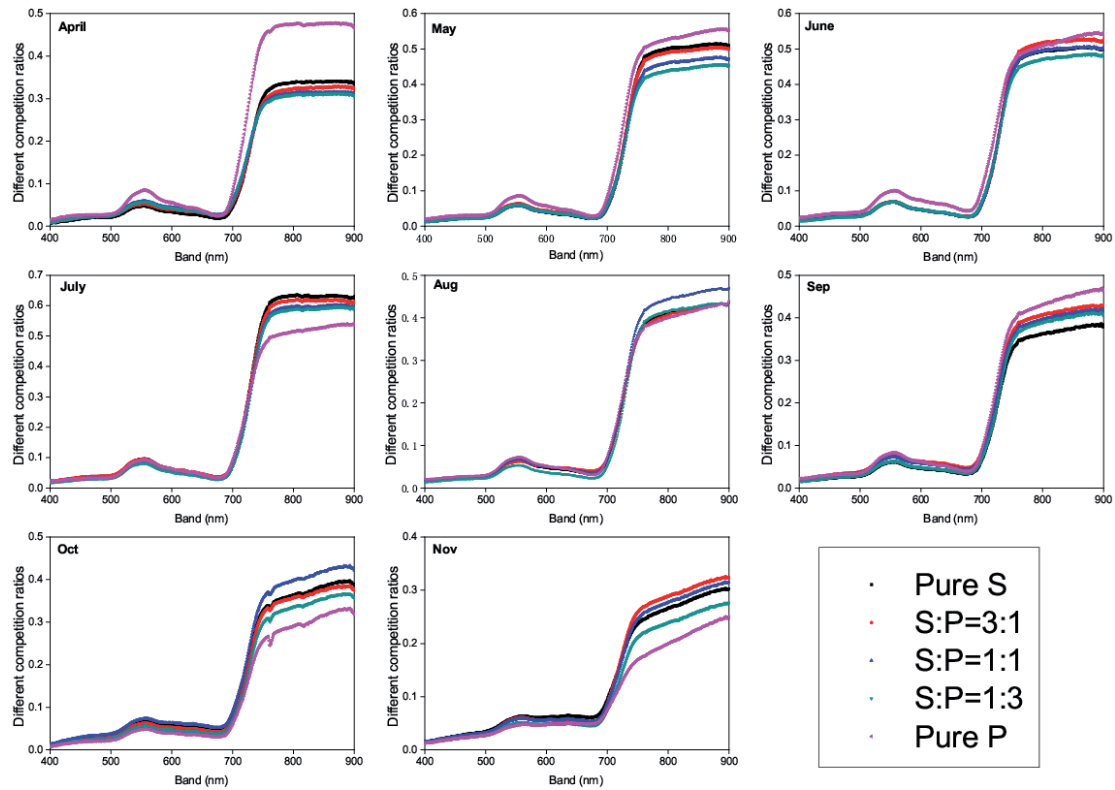 April
Different competition ratios
0.5
0.4
0.3
0.2
0.1
0.0
400 500 600 700 800 900
Band (nm)
May
Different competition ratios
0.6
0.5
0.4
0.3
0.2
0.1
0.0
400 500 600 700 800 900
Band (nm)
June
Different competition ratios
0.6
0.5
0.4
0.3
0.2
0.1
0.0
400 500 600 700 800 900
Band (nm)
July
Different competition ratios
0.7
0.6
0.5
0.4
0.3
0.2
0.1
0.0
400 500 600 700 800 900
Band (nm)
Aug
Different competition ratios
0.5
0.4
0.3
0.2
0.1
0.0
400 500 600 700 800 900
Band (nm)
Sep
Different competition ratios
0.5
0.4
0.3
0.2
0.1
0.0
400 500 600 700 800 900
Band (nm)
Oct
Different competition ratios
0.5
0.4
0.3
0.2
0.1
0.0
400 500 600 700 800 900
Band (nm)
Nov
Different competition ratios
0.4
0.3
0.2
0.1
0.0
400 500 600 700 800 900
Band (nm)
Pure S
S:P=3:1
S:P=1:1
S:P=1:3
Pure P